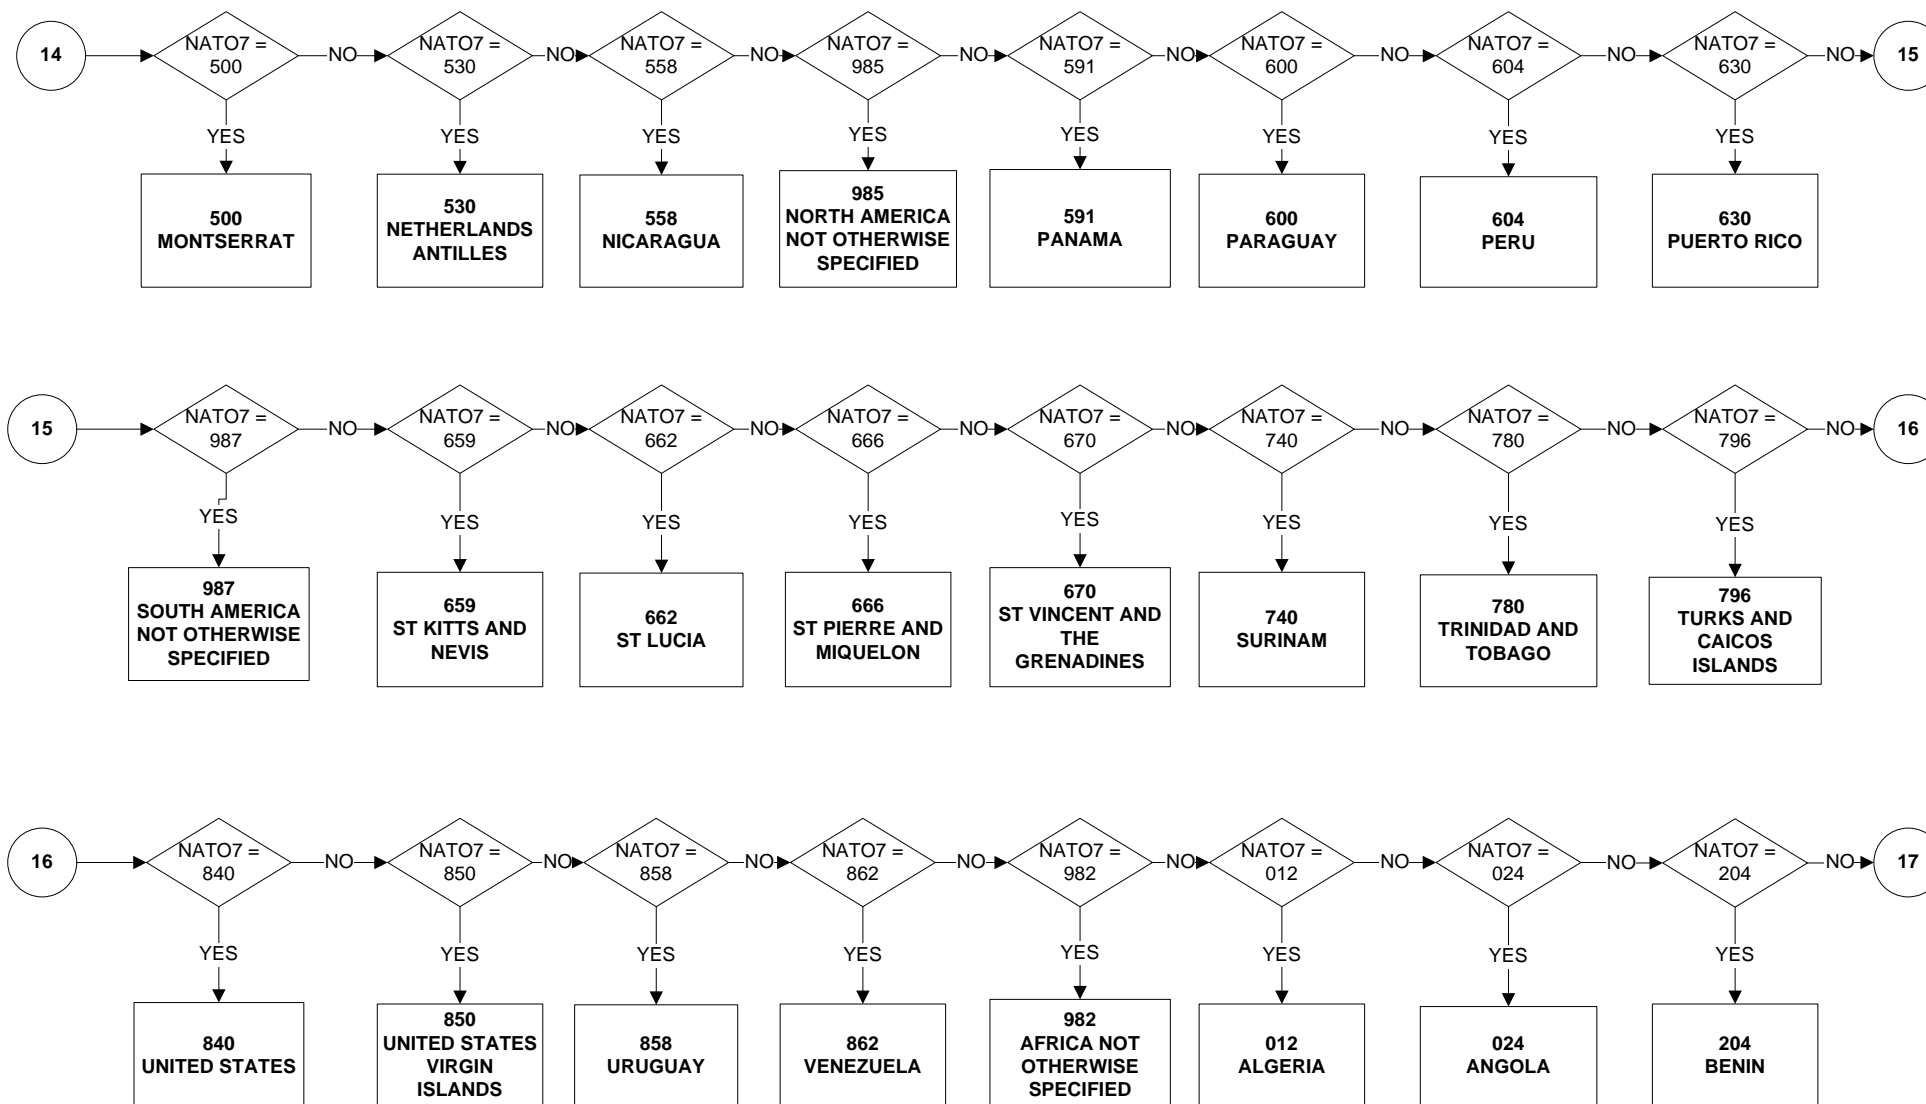 14
NATO7 =
500
NO
NATO7 =
530
NO
NATO7 =
558
NO
NATO7 =
985
NO
NATO7 =
591
NO
NATO7 =
600
NO
NATO7 =
604
NO
NATO7 =
630
NO
15
YES
YES
YES
YES
YES
YES
YES
YES
500
MONTSERRAT
530
NETHERLANDS
ANTILLES
558
NICARAGUA
985
NORTH AMERICA
NOT OTHERWISE
SPECIFIED
591
PANAMA
600
PARAGUAY
604
PERU
630
PUERTO RICO
15
NATO7 =
987
NO
NATO7 =
659
NO
NATO7 =
662
NO
NATO7 =
666
NO
NATO7 =
670
NO
NATO7 =
740
NO
NATO7 =
780
NO
NATO7 =
796
NO
16
YES
YES
YES
YES
YES
YES
YES
YES
987
SOUTH AMERICA
NOT OTHERWISE
SPECIFIED
659
ST KITTS AND
NEVIS
662
ST LUCIA
666
ST PIERRE AND
MIQUELON
670
ST VINCENT AND
THE
GRENADINES
740
SURINAM
780
TRINIDAD AND
TOBAGO
796
TURKS AND
CAICOS
ISLANDS
16
NATO7 =
840
NO
NATO7 =
850
NO
NATO7 =
858
NO
NATO7 =
862
NO
NATO7 =
982
NO
NATO7 =
012
NO
NATO7 =
024
NO
NATO7 =
204
NO
17
YES
YES
YES
YES
YES
YES
YES
YES
840
UNITED STATES
850
UNITED STATES
VIRGIN
ISLANDS
858
URUGUAY
862
VENEZUELA
982
AFRICA NOT
OTHERWISE
SPECIFIED
012
ALGERIA
024
ANGOLA
204
BENIN